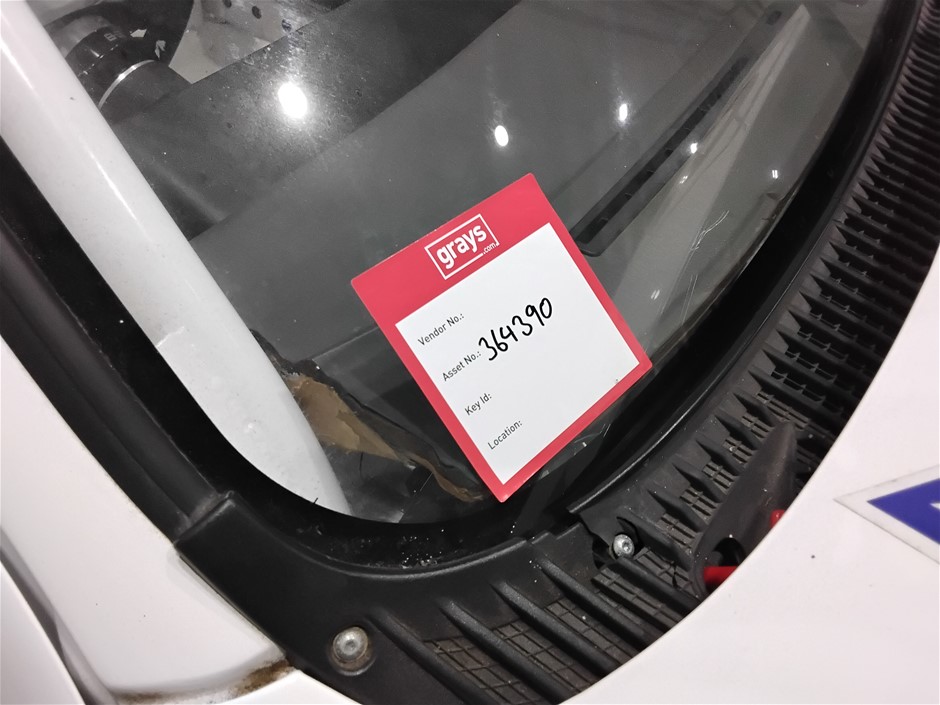 grays
.com
Vendor No.:
Asset No.: 364390
Key Id:
Location: